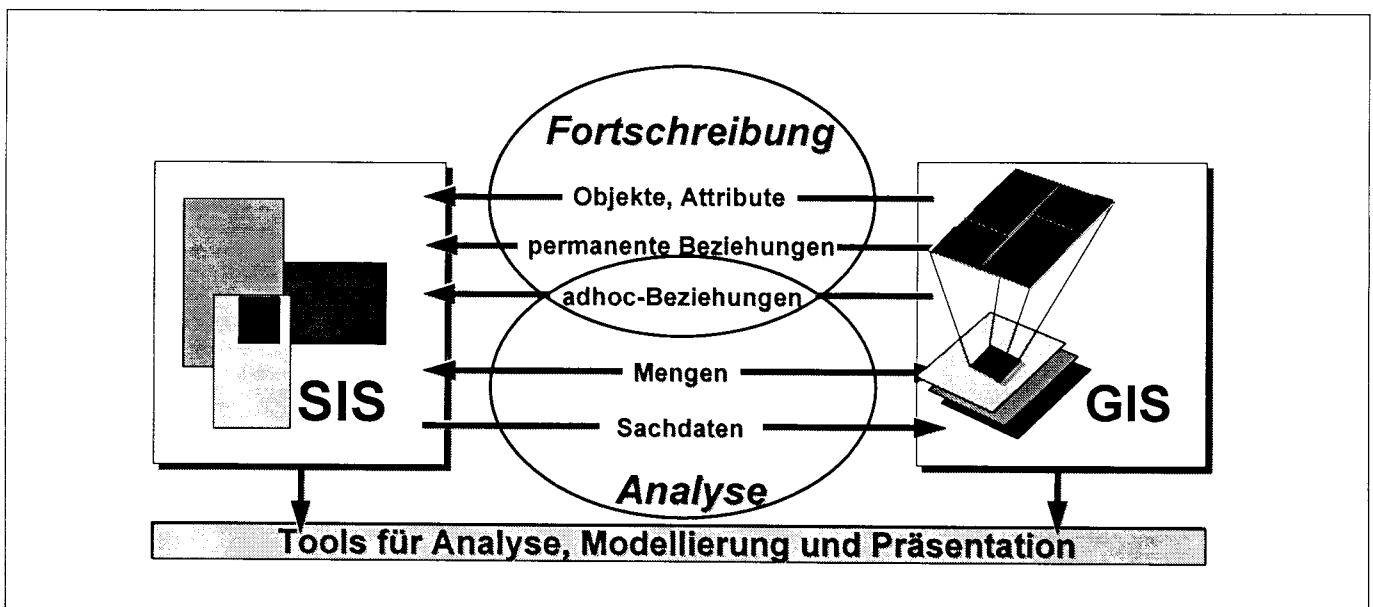 Fortschreibung
Objekte, Attribute
permanente Beziehungen
adhoc-Beziehungen
Mengen
SIS
GIS
Sachdaten
Analyse
Tools für Analyse, Modellierung und Präsentation